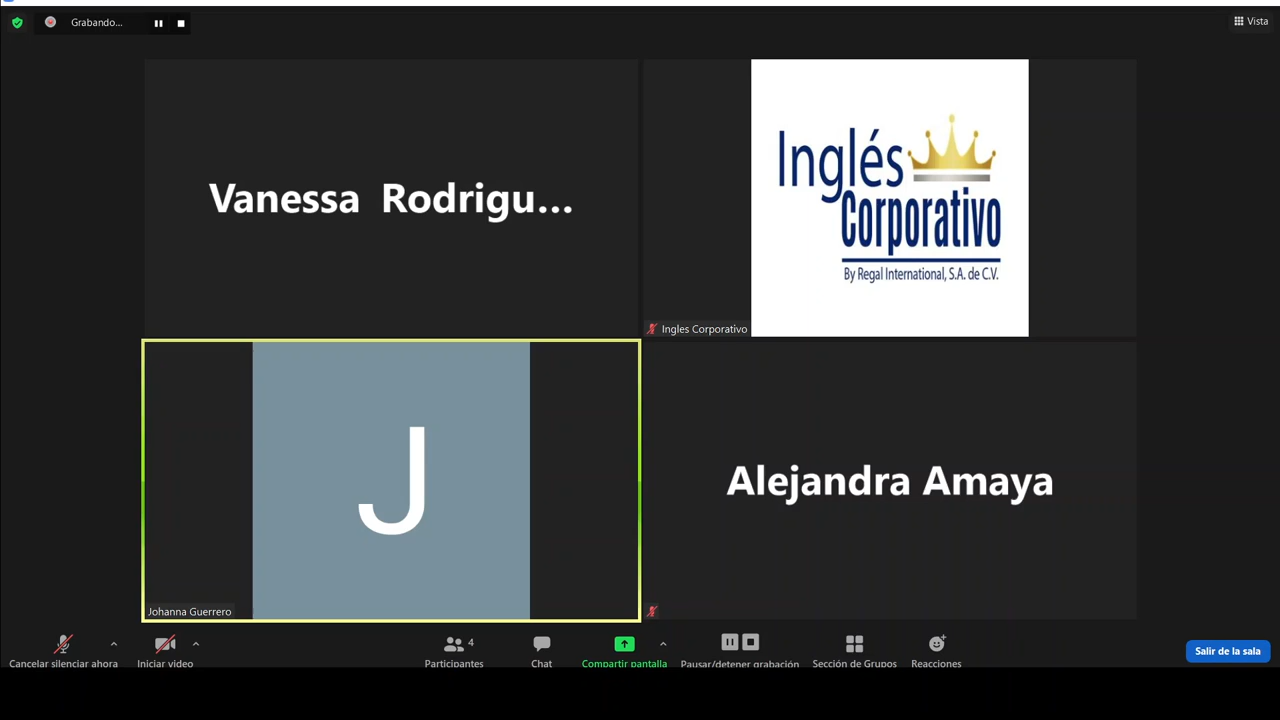 Grabando...
Vista
Vanessa Rodrigu...
Inglés
Corporativo
By Regal International, S.A. de C.V.
Ingles Corporativo
J
Johanna Guerrero
Alejandra Amaya
Cancelar silenciar ahora
Iniciar video
4
Participantes
Chat
Compartir pantalla
Pausar/detener grabación
Sección de Grupos
Reacciones
Salir de la sala